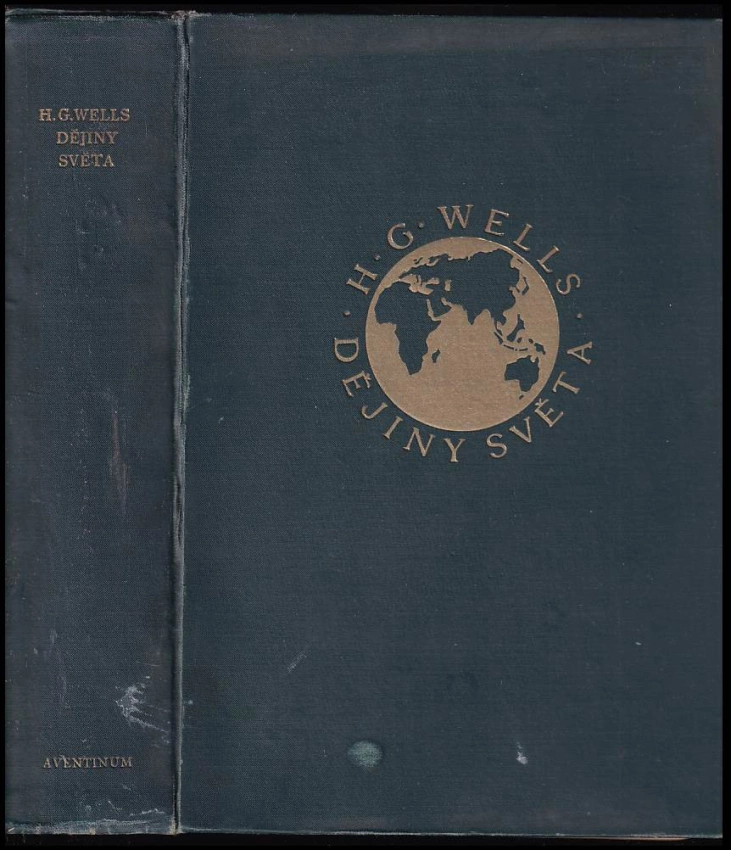 H. G. WELLS
DĚJINY
SVĚTA
AVENTINUM
· H · G · WELLS ·
DĚJINY SVĚTA